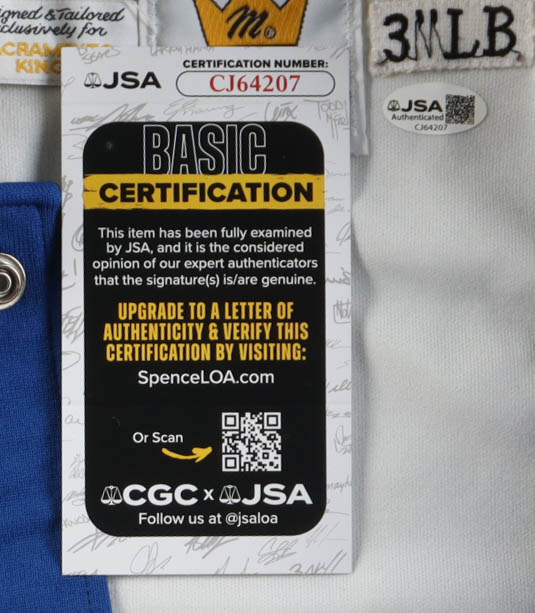 igned & Tailored
clusively for
ACRAMENTO
KINGS
m
3MLB
JSA
CERTIFICATION NUMBER:
CJ64207
JSA
Authenticated
CJ64207
BASIC
CERTIFICATION
This item has been fully examined
by JSA, and it is the considered
opinion of our expert authenticators
that the signature(s) is/are genuine.
UPGRADE TO A LETTER OF
AUTHENTICITY & VERIFY THIS
CERTIFICATION BY VISITING:
SpenceLOA.com
Or Scan
CGC x JSA
Follow us at @jsaloa